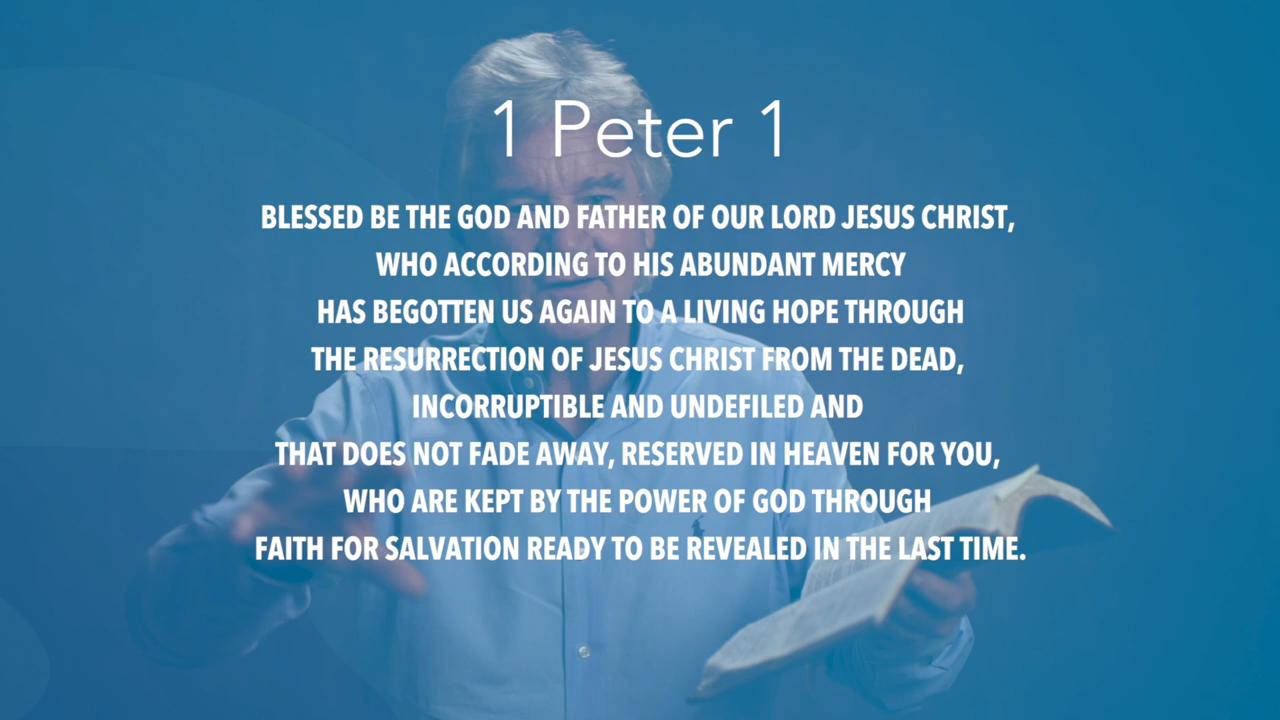 1 Peter 1
BLESSED BE THE GOD AND FATHER OF OUR LORD JESUS CHRIST,
WHO ACCORDING TO HIS ABUNDANT MERCY
HAS BEGOTTEN US AGAIN TO A LIVING HOPE THROUGH
THE RESURRECTION OF JESUS CHRIST FROM THE DEAD,
INCORRUPTIBLE AND UNDEFILED AND
THAT DOES NOT FADE AWAY, RESERVED IN HEAVEN FOR YOU,
WHO ARE KEPT BY THE POWER OF GOD THROUGH
FAITH FOR SALVATION READY TO BE REVEALED IN THE LAST TIME.